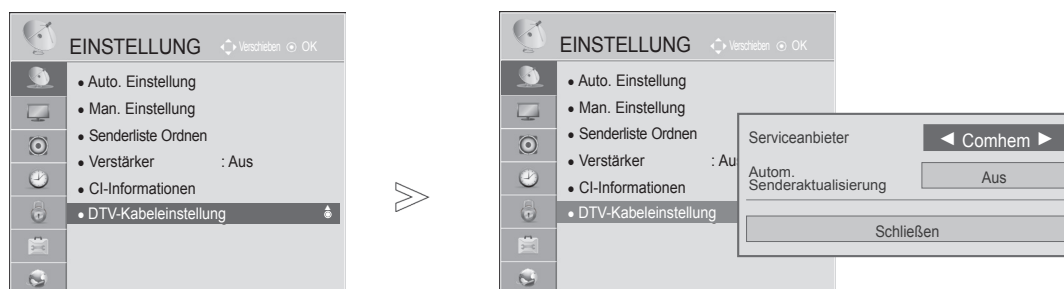 EINSTELLUNG Verschieben OK
• Auto. Einstellung
• Man. Einstellung
• Senderliste Ordnen
• Verstärker : Aus
• CI-Informationen
• DTV-Kabeleinstellung
EINSTELLUNG Verschieben OK
• Auto. Einstellung
• Man. Einstellung
• Senderliste Ordnen
• Verstärker : Au
• CI-Informationen
• DTV-Kabeleinstellung
Serviceanbieter ◄ Comhem ►
Autom.
Senderaktualisierung Aus
Schließen